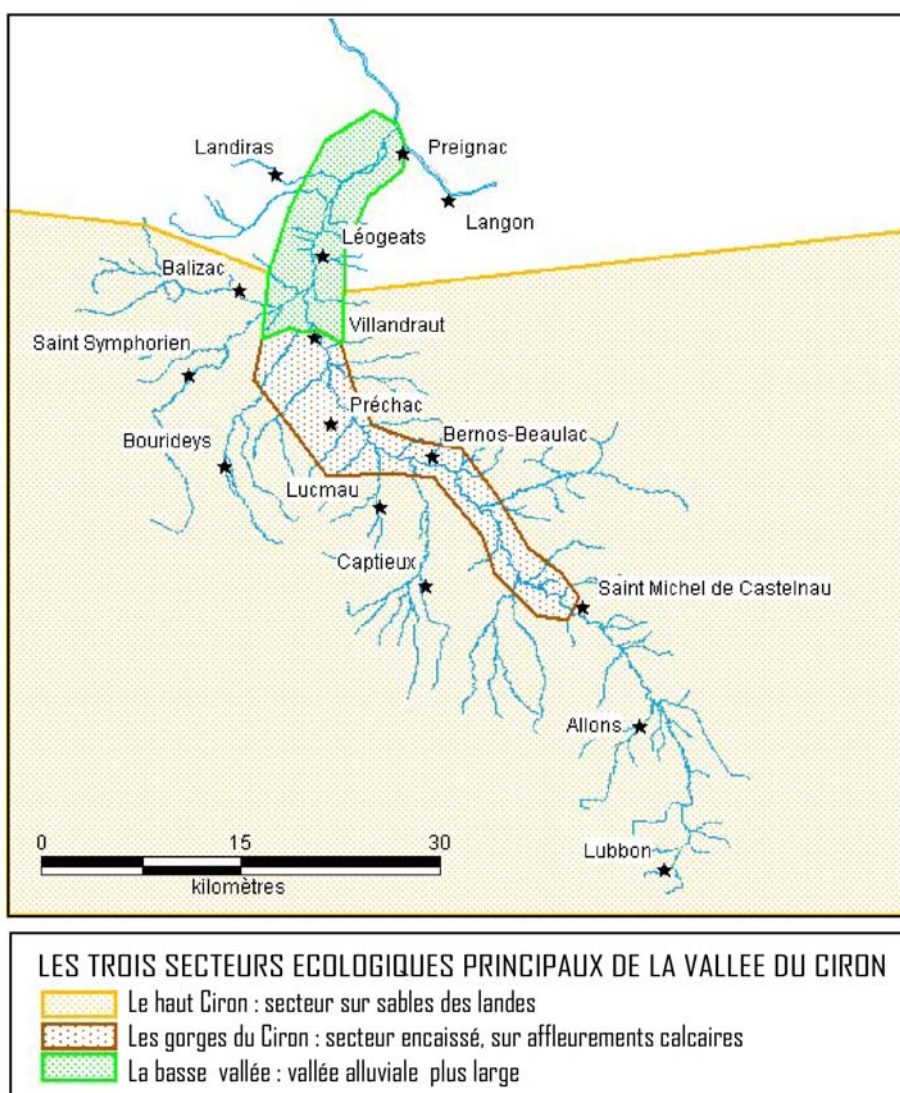 Landiras
Preignac
Langon
Léogeats
Balizac
Villandraut
Saint Symphorien
Préchac
Bernos-Beaulac
Bourideys
Lucmau
Captieux
Saint Michel de Castelnau
Allons
Lubbon
0 15 30
kilomètres
LES TROIS SECTEURS ECOLOGIQUES PRINCIPAUX DE LA VALLEE DU CIRON
Le haut Ciron : secteur sur sables des landes
Les gorges du Ciron : secteur encaissé, sur affleurements calcaires
La basse vallée : vallée alluviale plus large